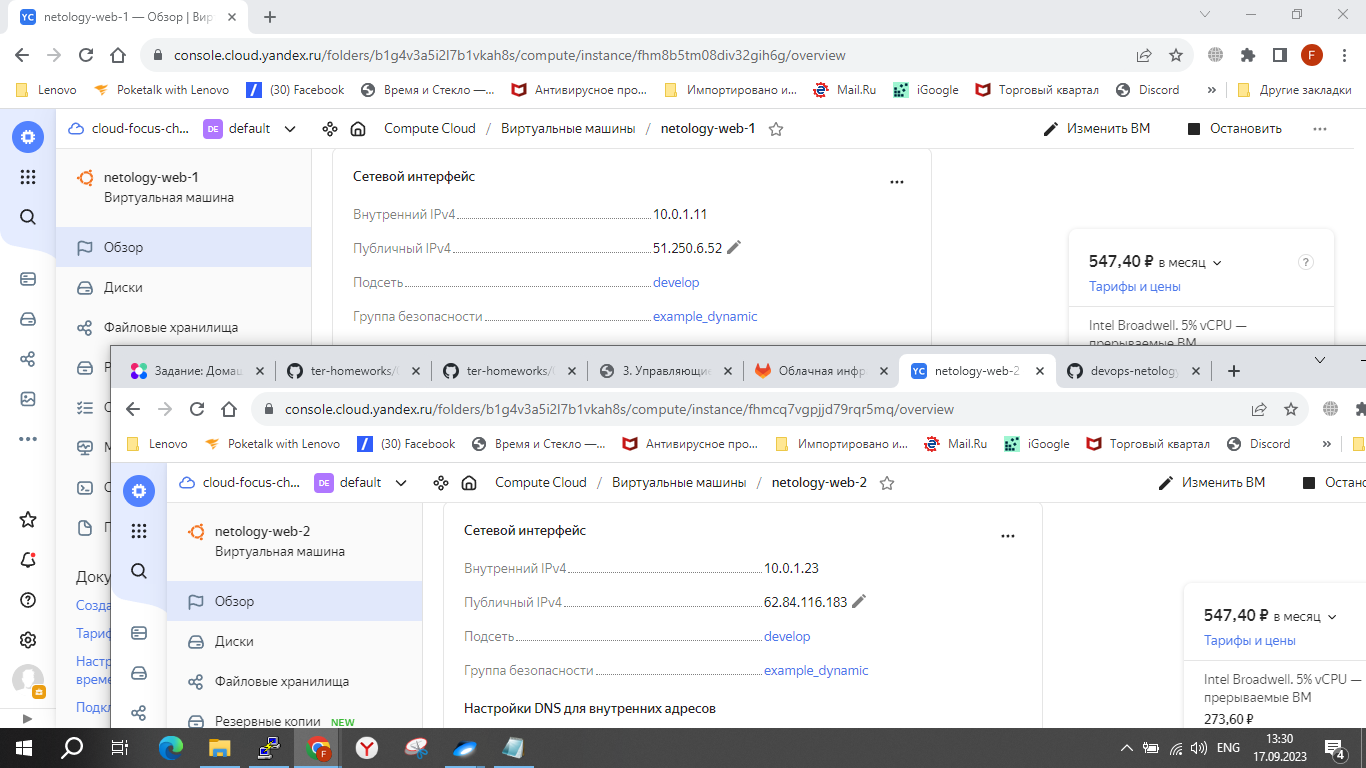 netology-web-1 — Обзор | Вир
console.cloud.yandex.ru/folders/b1g4v3a5i2l7b1vkah8s/compute/instance/fhm8b5tm08div32gih6g/overview
F
Lenovo Poketalk with Lenovo (30) Facebook Время и Стекло —... Антивирусное про... Импортировано и... Mail.Ru iGoogle Торговый квартал Discord » Другие закладки
cloud-focus-ch... DE default Compute Cloud / Виртуальные машины / netology-web-1 Изменить ВМ Остановить
netology-web-1
Виртуальная машина
Обзор
Диски
Файловые хранилища
Сетевой интерфейс
Внутренний IPv4 10.0.1.11
Публичный IPv4 51.250.6.52
Подсеть develop
Группа безопасности example_dynamic
547,40 ₽ в месяц
Тарифы и цены
Intel Broadwell. 5% vCPU —
прерываемые ВМ
Доку
Созда
Тариф
Настр
време
Подкл
Задание: Домаш ter-homeworks/ ter-homeworks/ 3. Управляющие Облачная инфр netology-web-2 devops-netology
console.cloud.yandex.ru/folders/b1g4v3a5i2l7b1vkah8s/compute/instance/fhmcq7vgpjjd79rqr5mq/overview
Lenovo Poketalk with Lenovo (30) Facebook Время и Стекло —... Антивирусное про... Импортировано и... Mail.Ru iGoogle Торговый квартал Discord »
cloud-focus-ch... DE default Compute Cloud / Виртуальные машины / netology-web-2 Изменить ВМ Остано
netology-web-2
Виртуальная машина
Обзор
Диски
Файловые хранилища
Резервные копии NEW
Сетевой интерфейс
Внутренний IPv4 10.0.1.23
Публичный IPv4 62.84.116.183
Подсеть develop
Группа безопасности example_dynamic
Настройки DNS для внутренних адресов
547,40 ₽ в месяц
Тарифы и цены
Intel Broadwell. 5% vCPU —
прерываемые ВМ
273,60 ₽
ENG
13:30
17.09.2023
4